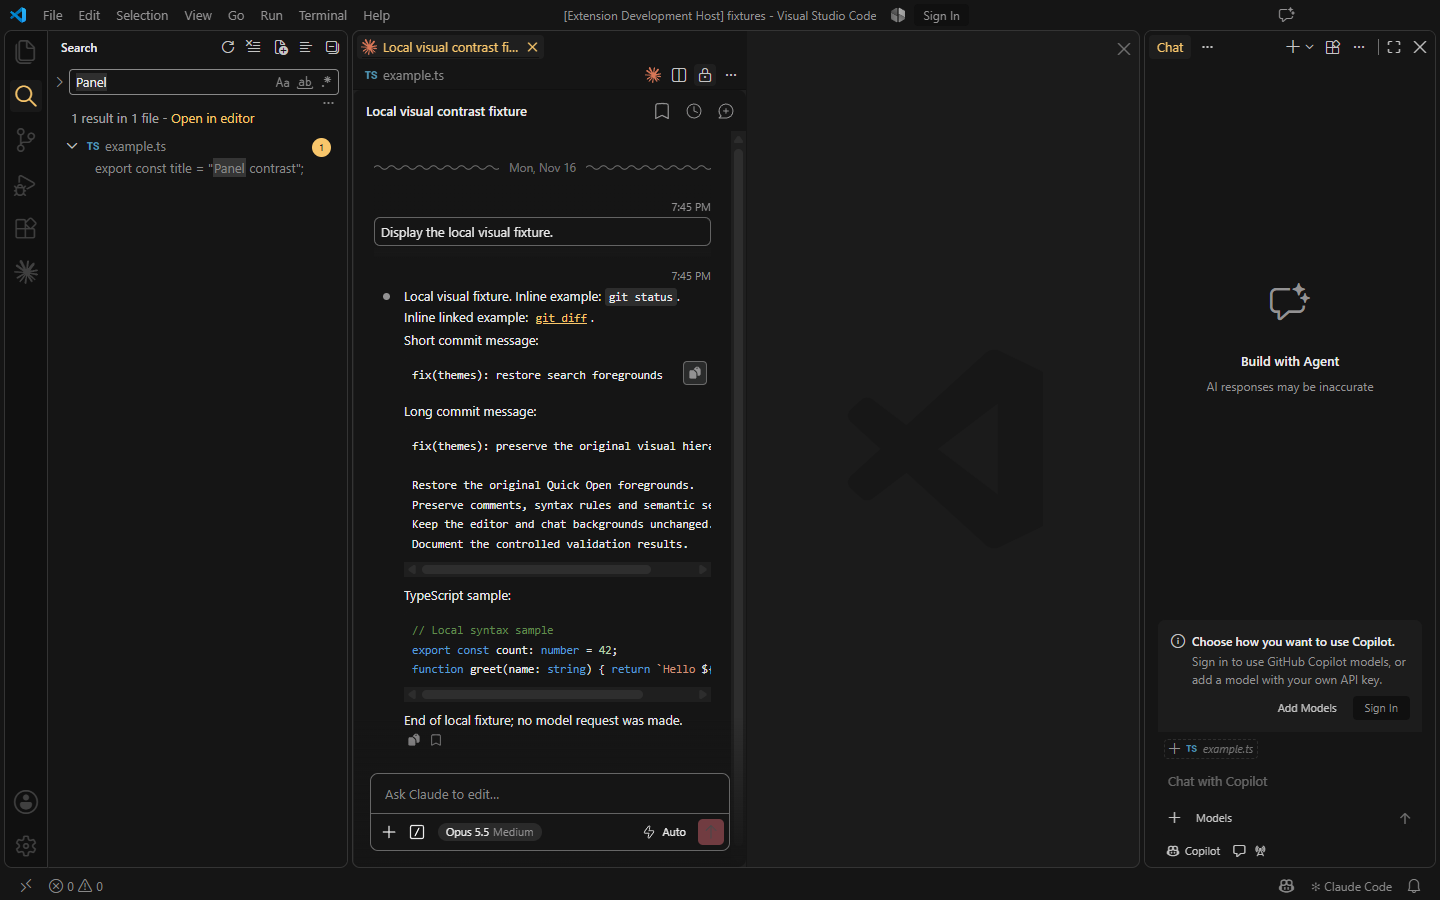 File Edit Selection View Go Run Terminal Help
[Extension Development Host] fixtures - Visual Studio Code
Sign In
Search
Panel
Aa ab .*
1 result in 1 file - Open in editor
TS example.ts
1
export const title = "Panel contrast";
Local visual contrast fi...
TS example.ts
Local visual contrast fixture
Mon, Nov 16
7:45 PM
Display the local visual fixture.
7:45 PM
Local visual fixture. Inline example: git status.
Inline linked example: git diff.
Short commit message:
fix(themes): restore search foregrounds
Long commit message:
fix(themes): preserve the original visual hiera
Restore the original Quick Open foregrounds.
Preserve comments, syntax rules and semantic se
Keep the editor and chat backgrounds unchanged.
Document the controlled validation results.
TypeScript sample:
// Local syntax sample
export const count: number = 42;
function greet(name: string) { return `Hello ${
End of local fixture; no model request was made.
Ask Claude to edit...
Opus 5.5 Medium
Auto
Chat
Build with Agent
AI responses may be inaccurate
Choose how you want to use Copilot.
Sign in to use GitHub Copilot models, or
add a model with your own API key.
Add Models
Sign In
TS example.ts
Chat with Copilot
Models
Copilot
0 0
Claude Code